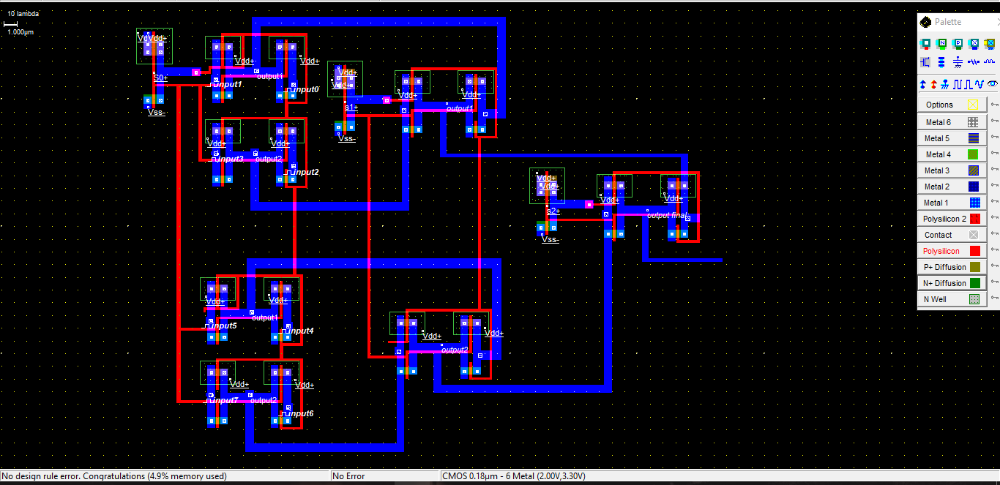 10 lambda
1.000µm
Palette
VdVdd+
Vdd+
Vdd+
S0+
output1
input1
input0
Vss-
Vdd+
Vdd+
s1+
Vss-
Vdd+
Vdd+
output1
Vdd+
Vdd+
input3
output2
input2
Vdd+
Vdd+
s2+
Vss-
Vdd+
Vdd+
output final
Vdd+
Vdd+
input5
output1
input4
Vdd+
Vdd+
output2
Vdd+
Vdd+
input7
output2
input6
N
P
Options
Metal 6
Metal 5
Metal 4
Metal 3
Metal 2
Metal 1
Polysilicon 2
Contact
Polysilicon
P+ Diffusion
N+ Diffusion
N Well
No design rule error. Congratulations (4.9% memory used)
No Error
CMOS 0.18µm - 6 Metal (2.00V,3.30V)